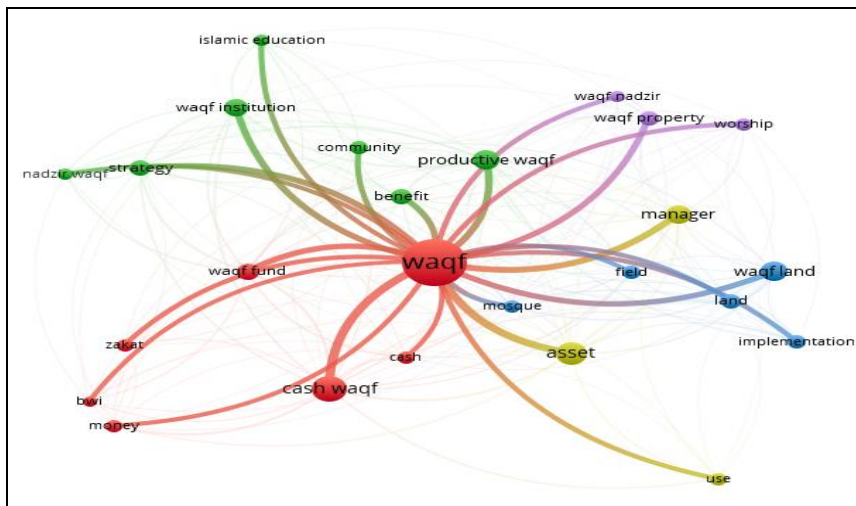 islamic education
waqf nadzir
waqf institution
waqf property
worship
community
productive waqf
nadzir waqf
strategy
benefit
manager
waqf
waqf fund
field
waqf land
mosque
land
zakat
cash
asset
implementation
cash waqf
bwi
money
use